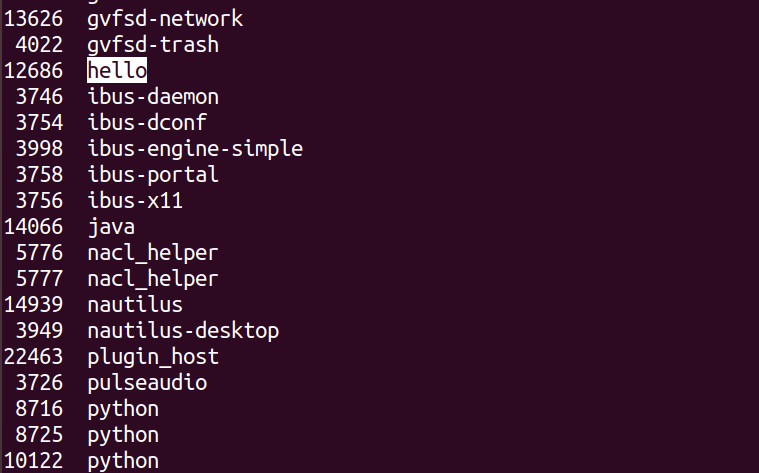 13626 gvfsd-network
4022 gvfsd-trash
12686 hello
3746 ibus-daemon
3754 ibus-dconf
3998 ibus-engine-simple
3758 ibus-portal
3756 ibus-x11
14066 java
5776 nacl_helper
5777 nacl_helper
14939 nautilus
3949 nautilus-desktop
22463 plugin_host
3726 pulseaudio
8716 python
8725 python
10122 python